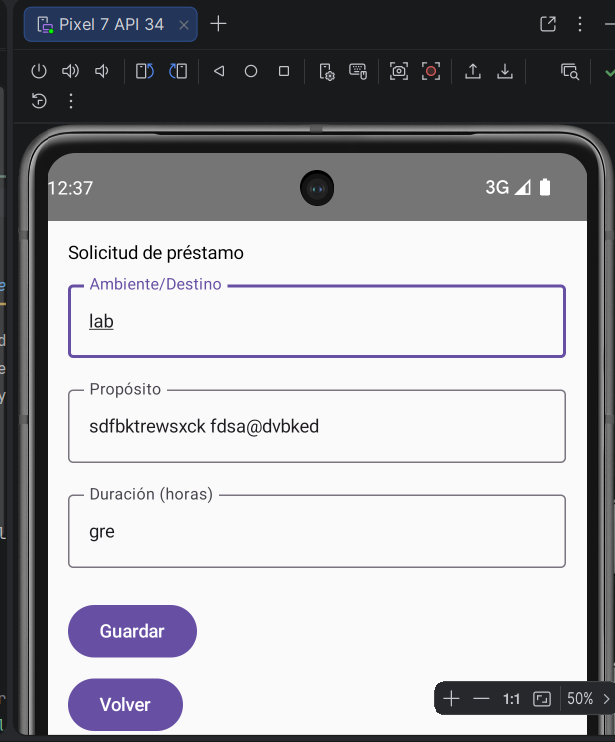 Pixel 7 API 34
12:37
3G
Solicitud de préstamo
Ambiente/Destino
lab
Propósito
sdfbktrewsxck fdsa@dvbked
Duración (horas)
gre
Guardar
Volver
1:1
50%